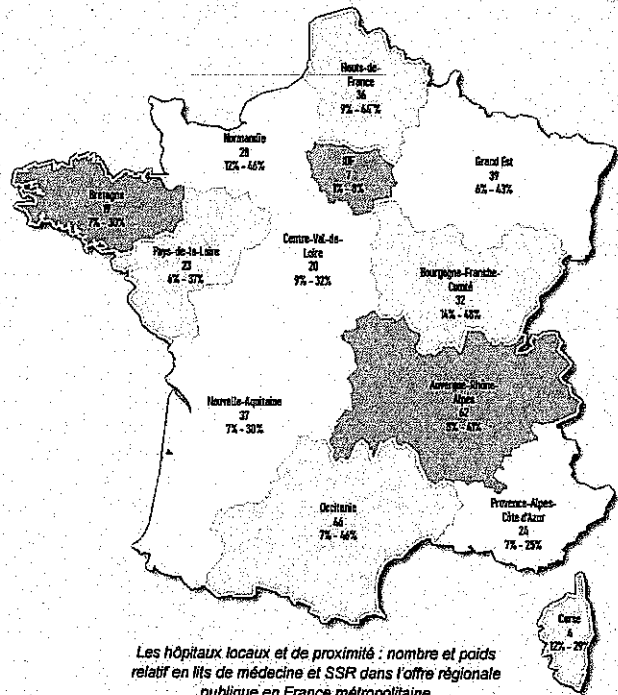 Hauts-de-
France
36
9% - 44%
Normandie
28
12% - 46%
IDF
7
1% - 8%
Grand Est
39
6% - 43%
Bretagne
19
7% - 30%
Pays-de-la-Loire
23
6% - 37%
Centre-Val-de-
Loire
20
9% - 32%
Bourgogne-Franche-
Comté
32
14% - 48%
Auvergne-Rhône-
Alpes
62
Nouvelle-Aquitaine
37
7% - 30%
Occitanie
46
7% - 46%
Provence-Alpes-
Côte d'Azur
24
7% - 25%
Corse
12% - 29%
Les hôpitaux locaux et de proximité : nombre et poids
relatif en lits de médecine et SSR dans l'offre régionale
publique en France métropolitaine